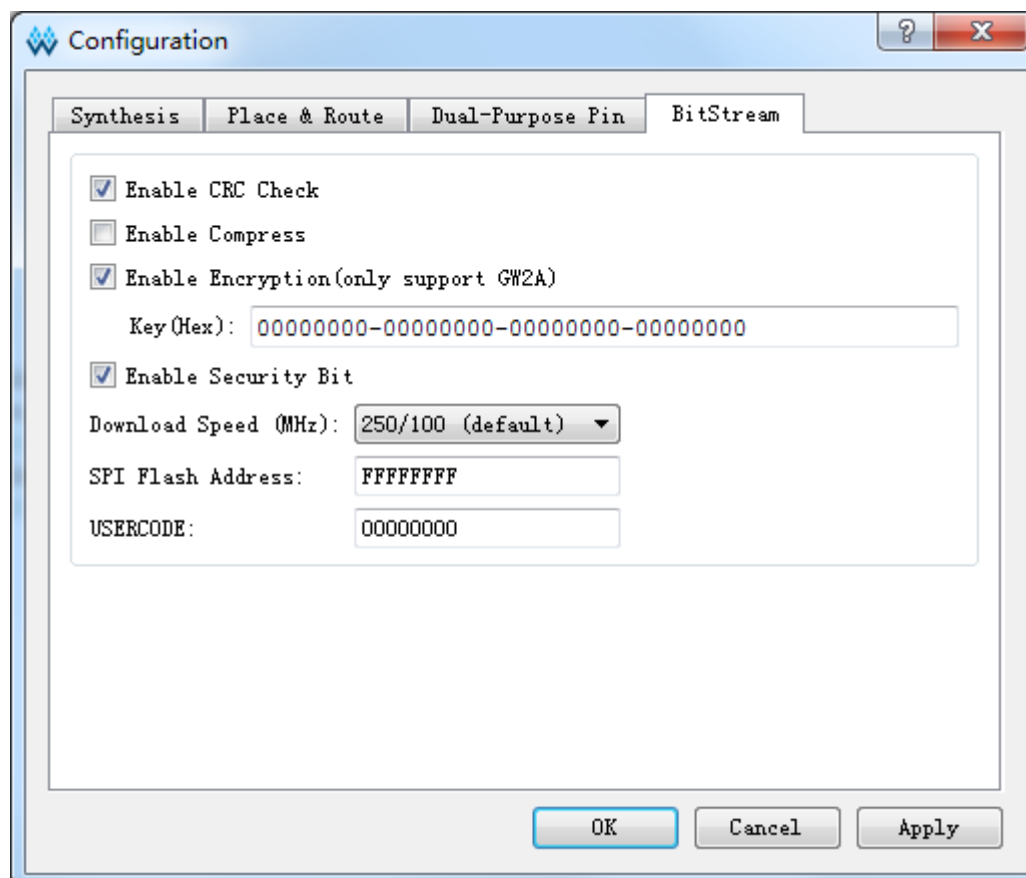 Configuration
Synthesis Place & Route Dual-Purpose Pin BitStream
Enable CRC Check
Enable Compress
Enable Encryption(only support GW2A)
Key(Hex): 00000000-00000000-00000000-00000000
Enable Security Bit
Download Speed (MHz): 250/100 (default)
SPI Flash Address: FFFFFFFF
USERCODE: 00000000
OK Cancel Apply